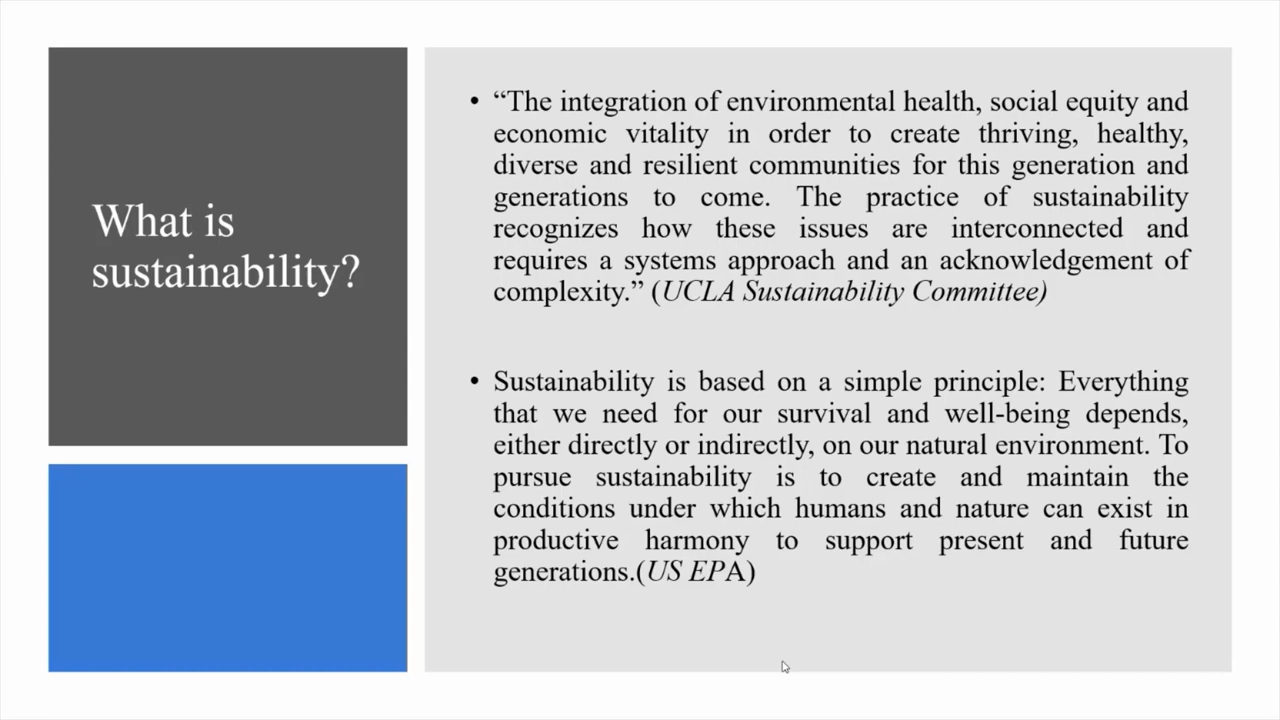 What is
sustainability?
• “The integration of environmental health, social equity and
economic vitality in order to create thriving, healthy,
diverse and resilient communities for this generation and
generations to come. The practice of sustainability
recognizes how these issues are interconnected and
requires a systems approach and an acknowledgement of
complexity.” (UCLA Sustainability Committee)
• Sustainability is based on a simple principle: Everything
that we need for our survival and well-being depends,
either directly or indirectly, on our natural environment. To
pursue sustainability is to create and maintain the
conditions under which humans and nature can exist in
productive harmony to support present and future
generations.(US EPA)